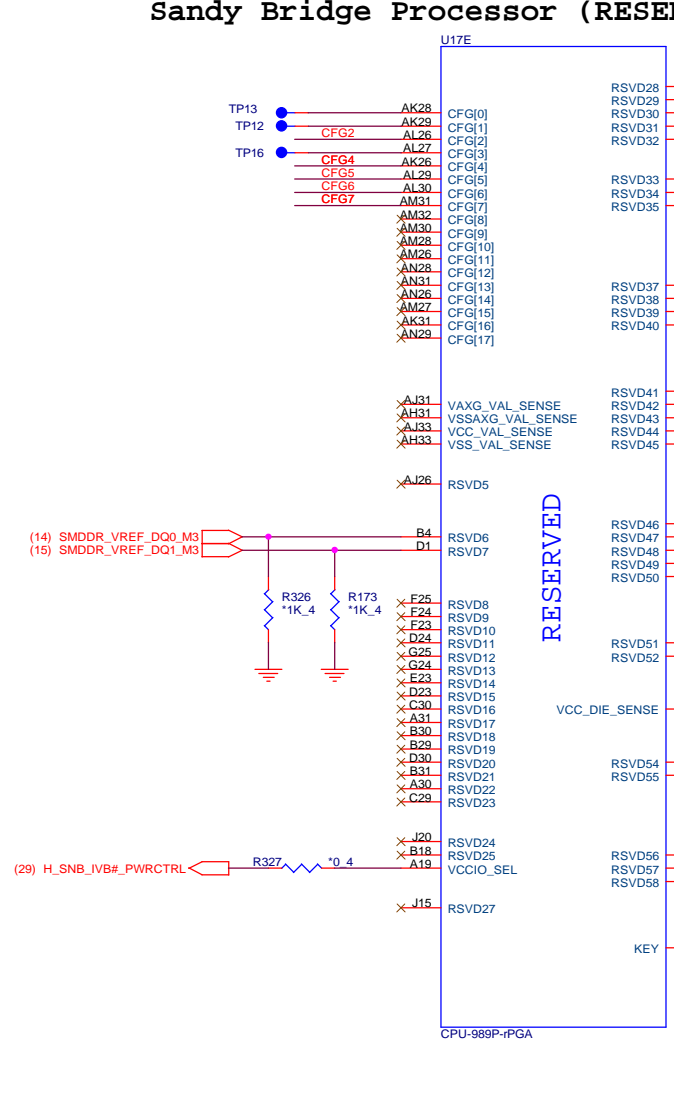 Sandy Bridge Processor (RESE
U17E
TP13 AK28 CFG[0] RSVD28
RSVD29
TP12 AK29 CFG[1] RSVD30
CFG2 AL26 CFG[2] RSVD31
TP16 AL27 CFG[3] RSVD32
CFG4 AK26 CFG[4]
CFG5 AL29 CFG[5] RSVD33
CFG6 AL30 CFG[6] RSVD34
CFG7 AM31 CFG[7] RSVD35
AM32 CFG[8]
AM30 CFG[9]
AM28 CFG[10]
AM26 CFG[11]
AN28 CFG[12]
AN31 CFG[13] RSVD37
AN26 CFG[14] RSVD38
AM27 CFG[15] RSVD39
AK31 CFG[16] RSVD40
AN29 CFG[17]
RSVD41
AJ31 VAXG_VAL_SENSE RSVD42
AH31 VSSAXG_VAL_SENSE RSVD43
AJ33 VCC_VAL_SENSE RSVD44
AH33 VSS_VAL_SENSE RSVD45
AJ26 RSVD5
RESERVED
RSVD46
(14) SMDDR_VREF_DQ0_M3 B4 RSVD6 RSVD47
(15) SMDDR_VREF_DQ1_M3 D1 RSVD7 RSVD48
RSVD49
RSVD50
R326 R173
*1K_4 *1K_4
F25 RSVD8
F24 RSVD9
F23 RSVD10
D24 RSVD11 RSVD51
G25 RSVD12 RSVD52
G24 RSVD13
E23 RSVD14
D23 RSVD15
C30 RSVD16 VCC_DIE_SENSE
A31 RSVD17
B30 RSVD18
B29 RSVD19
D30 RSVD20 RSVD54
B31 RSVD21 RSVD55
A30 RSVD22
C29 RSVD23
J20 RSVD24
B18 RSVD25 RSVD56
(29) H_SNB_IVB#_PWRCTRL R327 *0_4 A19 VCCIO_SEL RSVD57
RSVD58
J15 RSVD27
KEY
CPU-989P-rPGA